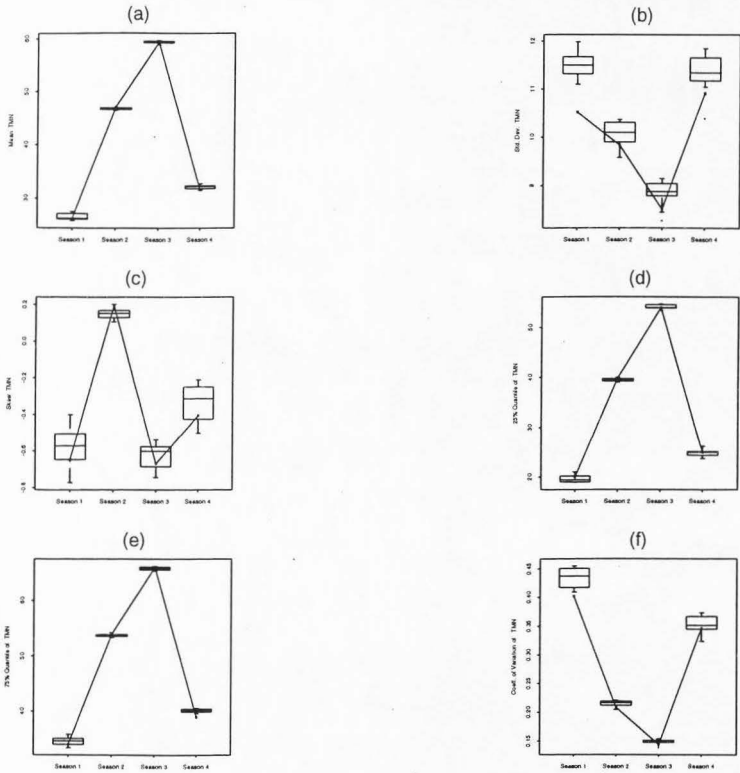 (a)
Mean TMN
60
50
40
30
Season 1 Season 2 Season 3 Season 4
(b)
Std. Dev. TMN
12
11
10
9
Season 1 Season 2 Season 3 Season 4
(c)
Skew TMN
0.2
0.0
-0.2
-0.4
-0.6
-0.8
Season 1 Season 2 Season 3 Season 4
(d)
25% Quantile of TMN
50
40
30
20
Season 1 Season 2 Season 3 Season 4
(e)
75% Quantile of TMN
60
50
40
Season 1 Season 2 Season 3 Season 4
(f)
Coeff. of Variation of TMN
0.45
0.40
0.35
0.30
0.25
0.20
0.15
Season 1 Season 2 Season 3 Season 4